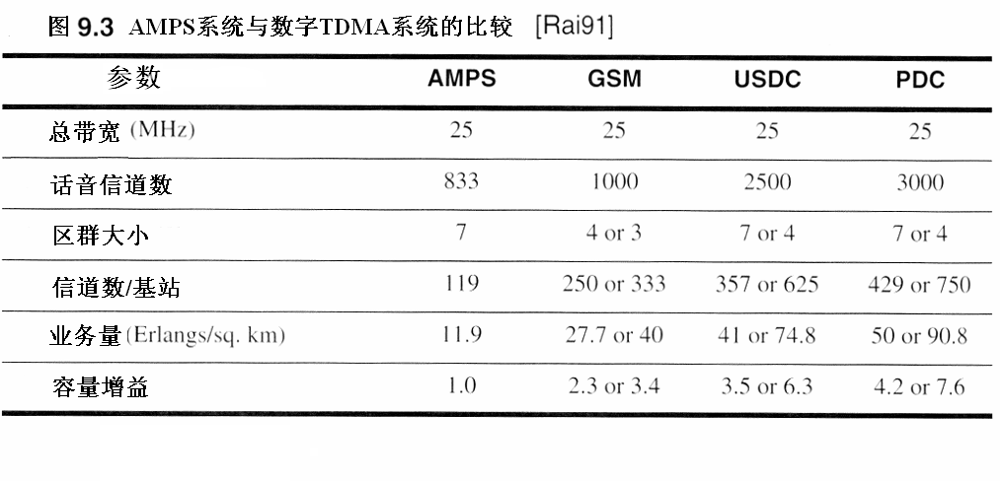 图 9.3 AMPS系统与数字TDMA系统的比较 [Rai91]
参数 AMPS GSM USDC PDC
总带宽 (MHz) 25 25 25 25
话音信道数 833 1000 2500 3000
区群大小 7 4 or 3 7 or 4 7 or 4
信道数/基站 119 250 or 333 357 or 625 429 or 750
业务量(Erlangs/sq. km) 11.9 27.7 or 40 41 or 74.8 50 or 90.8
容量增益 1.0 2.3 or 3.4 3.5 or 6.3 4.2 or 7.6